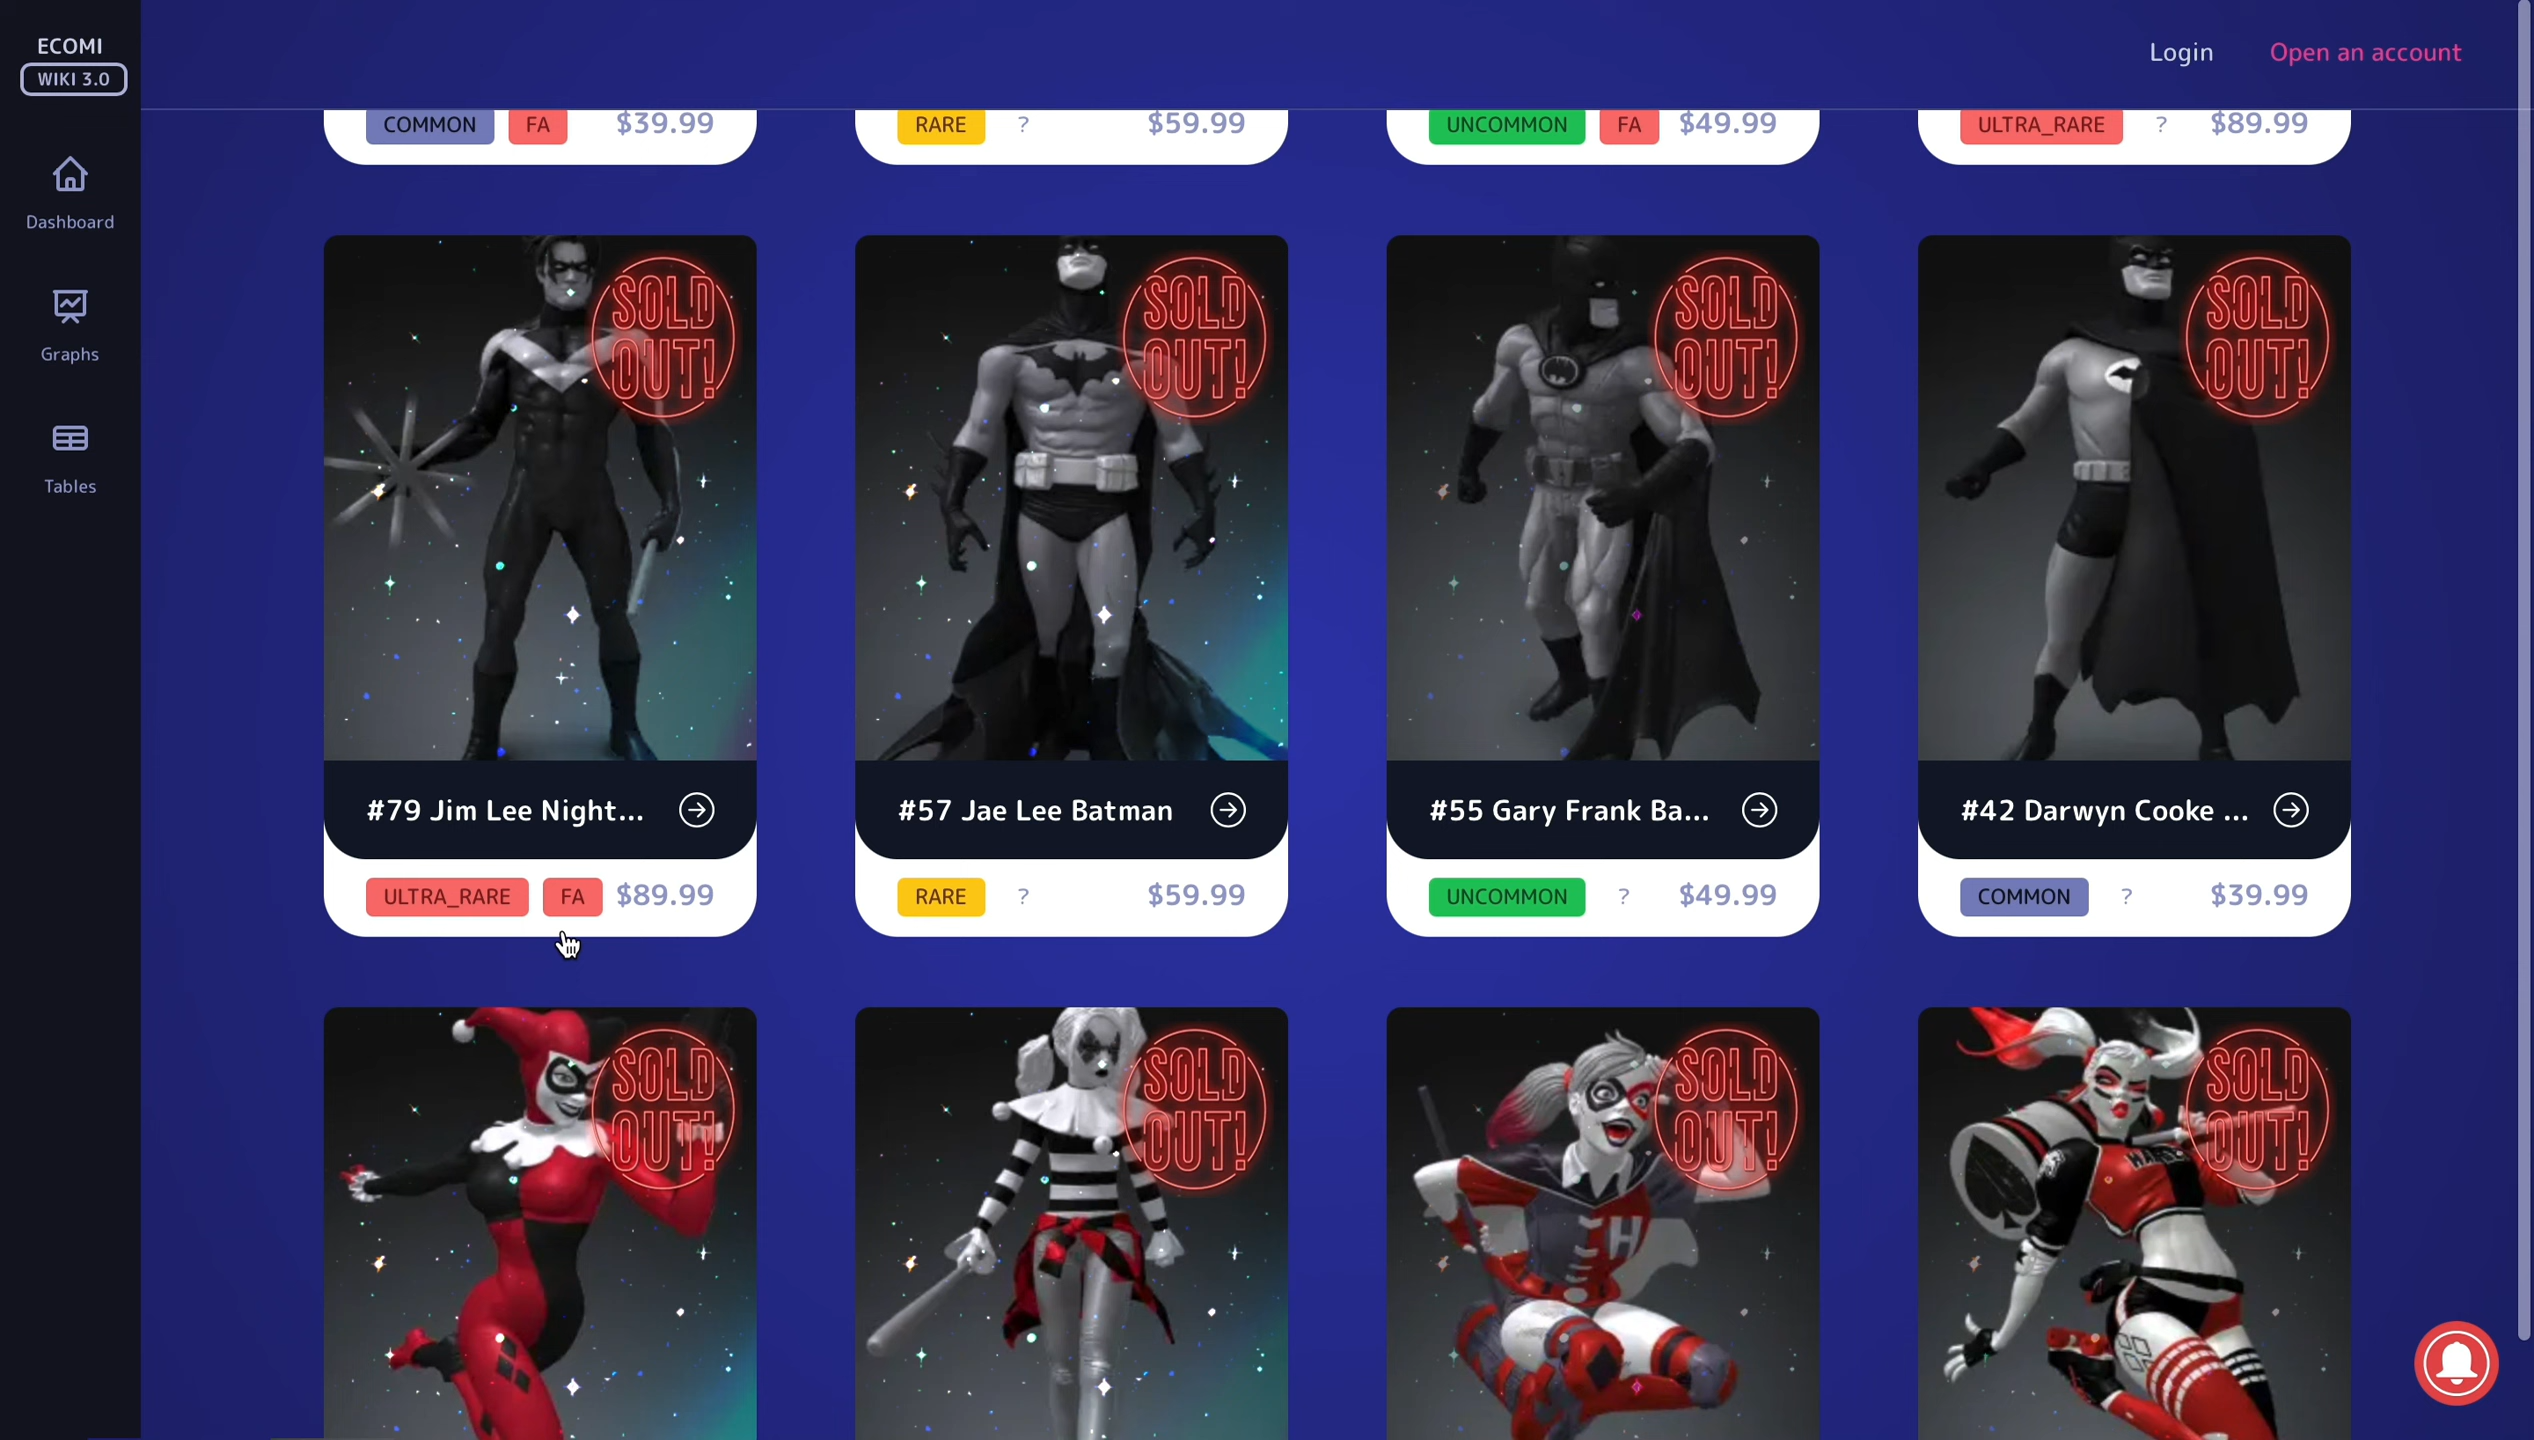 ECOMI
WIKI 3.0
Login
Open an account
Dashboard
Graphs
Tables
COMMON FA $39.99
RARE ? $59.99
UNCOMMON FA $49.99
ULTRA_RARE ? $89.99
SOLD
OUT!
SOLD
OUT!
SOLD
OUT!
SOLD
OUT!
#79 Jim Lee Night...
#57 Jae Lee Batman
#55 Gary Frank Ba...
#42 Darwyn Cooke ...
ULTRA_RARE FA $89.99
RARE ? $59.99
UNCOMMON ? $49.99
COMMON ? $39.99
SOLD
OUT!
SOLD
OUT!
SOLD
OUT!
SOLD
OUT!
H